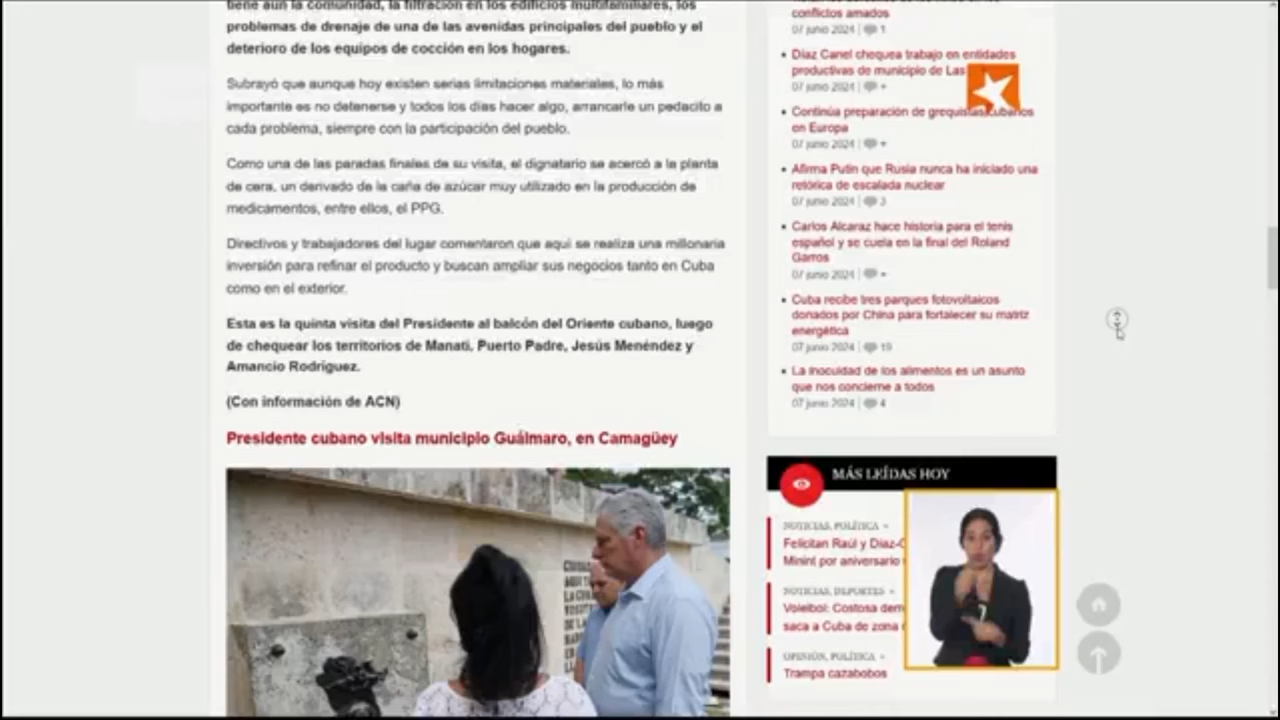 tiene aún la comunidad, la filtración en los edificios multifamiliares, los
problemas de drenaje de una de las avenidas principales del pueblo y el
deterioro de los equipos de cocción en los hogares.
Subrayó que aunque hoy existen serias limitaciones materiales, lo más
importante es no detenerse y todos los días hacer algo, arrancarle un pedacito a
cada problema, siempre con la participación del pueblo.
Como una de las paradas finales de su visita, el dignatario se acercó a la planta
de cera, un derivado de la caña de azúcar muy utilizado en la producción de
medicamentos, entre ellos, el PPG.
Directivos y trabajadores del lugar comentaron que aquí se realiza una millonaria
inversión para refinar el producto y buscan ampliar sus negocios tanto en Cuba
como en el exterior.
Esta es la quinta visita del Presidente al balcón del Oriente cubano, luego
de chequear los territorios de Manatí, Puerto Padre, Jesús Menéndez y
Amancio Rodríguez.
(Con información de ACN)
Presidente cubano visita municipio Guáimaro, en Camagüey
conflictos amados
07 junio 2024 | 1
Díaz Canel chequea trabajo en entidades
productivas de municipio de Las
07 junio 2024 |
Continúa preparación de grequistas cubanos
en Europa
07 junio 2024 |
Afirma Putin que Rusia nunca ha iniciado una
retórica de escalada nuclear
07 junio 2024 | 3
Carlos Alcaraz hace historia para el tenis
español y se cuela en la final del Roland
Garros
07 junio 2024 |
Cuba recibe tres parques fotovoltaicos
donados por China para fortalecer su matriz
energética
07 junio 2024 | 19
La inocuidad de los alimentos es un asunto
que nos concierne a todos
07 junio 2024 | 4
MÁS LEÍDAS HOY
NOTICIAS, POLÍTICA
Felicitan Raúl y Díaz-C
Minint por aniversario
NOTICIAS, DEPORTES
Voleibol: Costosa derr
saca a Cuba de zona
OPINIÓN, POLÍTICA
Trampa cazabobos